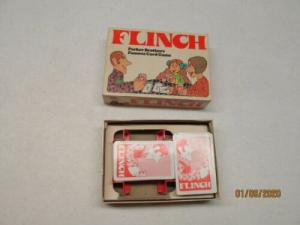 FLINCH
Parker Brothers
Famous Card Game
FLINCH
FLINCH
01/08/2020